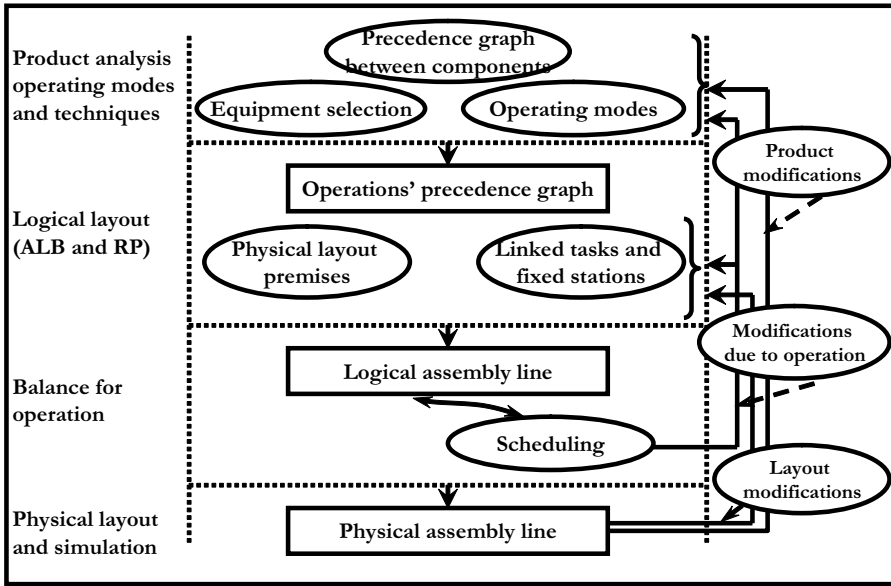 Product analysis
operating modes
and techniques
Precedence graph
between components
Equipment selection
Operating modes
Product
modifications
Operations’ precedence graph
Logical layout
(ALB and RP)
Physical layout
premises
Linked tasks and
fixed stations
Modifications
due to operation
Logical assembly line
Balance for
operation
Scheduling
Layout
modifications
Physical layout
and simulation
Physical assembly line